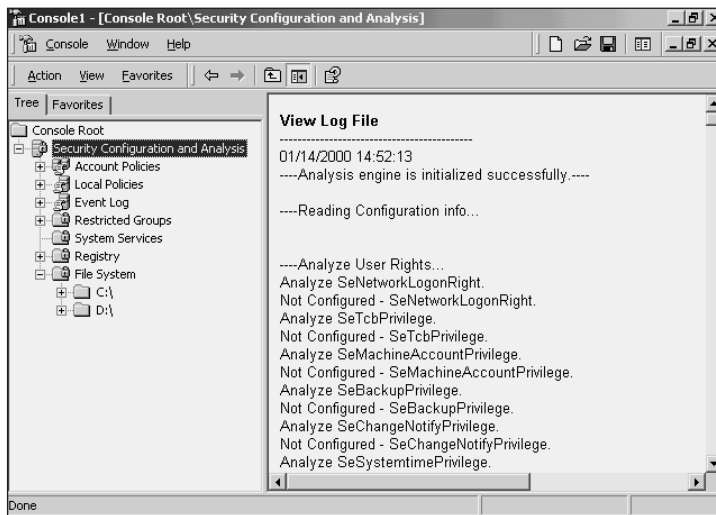 Console1 - [Console Root\Security Configuration and Analysis]
Console Window Help
Action View Favorites
Tree Favorites
Console Root
Security Configuration and Analysis
Account Policies
Local Policies
Event Log
Restricted Groups
System Services
Registry
File System
C:\
D:\
View Log File
-------------------------------------------
01/14/2000 14:52:13
----Analysis engine is initialized successfully.----
----Reading Configuration info...
----Analyze User Rights...
Analyze SeNetworkLogonRight.
Not Configured - SeNetworkLogonRight.
Analyze SeTcbPrivilege.
Not Configured - SeTcbPrivilege.
Analyze SeMachineAccountPrivilege.
Not Configured - SeMachineAccountPrivilege.
Analyze SeBackupPrivilege.
Not Configured - SeBackupPrivilege.
Analyze SeChangeNotifyPrivilege.
Not Configured - SeChangeNotifyPrivilege.
Analyze SeSystemtimePrivilege.
Done